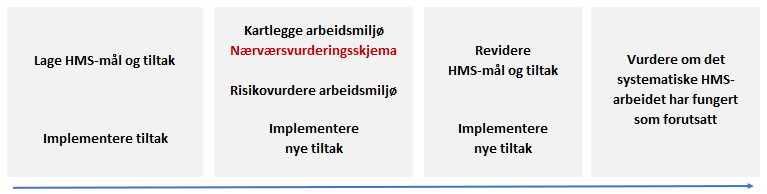 Lage HMS-mål og tiltak
Implementere tiltak
Kartlegge arbeidsmiljø
Nærværsvurderingsskjema
Risikovurdere arbeidsmiljø
Implementere
nye tiltak
Revidere
HMS-mål og tiltak
Implementere
nye tiltak
Vurdere om det
systematiske HMS-
arbeidet har fungert
som forutsatt